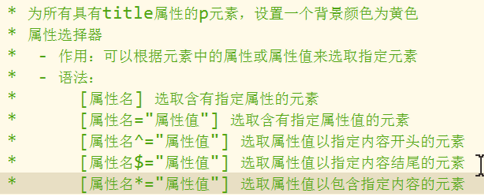 * 为所有具有title属性的p元素，设置一个背景颜色为黄色
* 属性选择器
* - 作用：可以根据元素中的属性或属性值来选取指定元素
* - 语法：
* [属性名] 选取含有指定属性的元素
* [属性名="属性值"] 选取含有指定属性值的元素
* [属性名^="属性值"] 选取属性值以指定内容开头的元素
* [属性名$="属性值"] 选取属性值以指定内容结尾的元素
* [属性名*="属性值"] 选取属性值以包含指定内容的元素